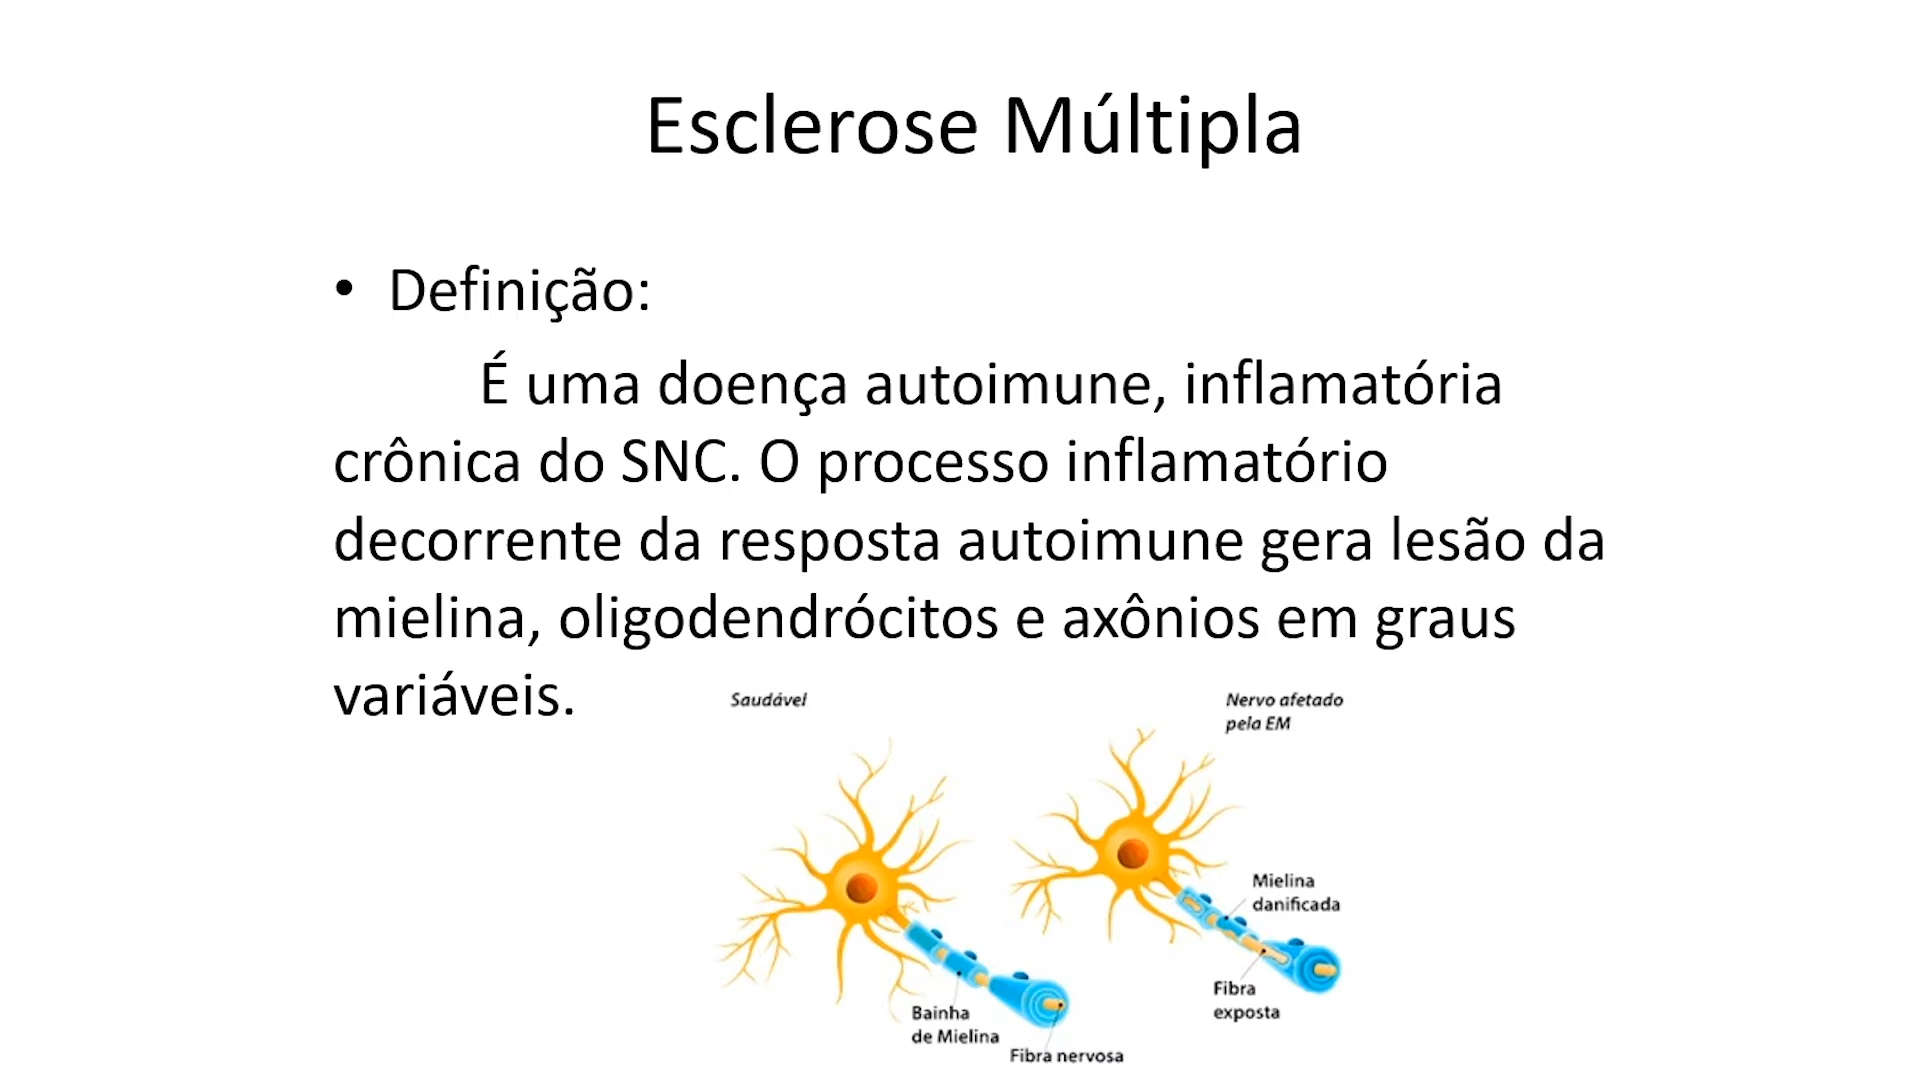 Esclerose Múltipla
• Definição:
É uma doença autoimune, inflamatória
crônica do SNC. O processo inflamatório
decorrente da resposta autoimune gera lesão da
mielina, oligodendrócitos e axônios em graus
variáveis.
Saudável
Nervo afetado
pela EM
Mielina
danificada
Fibra
exposta
Bainha
de Mielina
Fibra nervosa